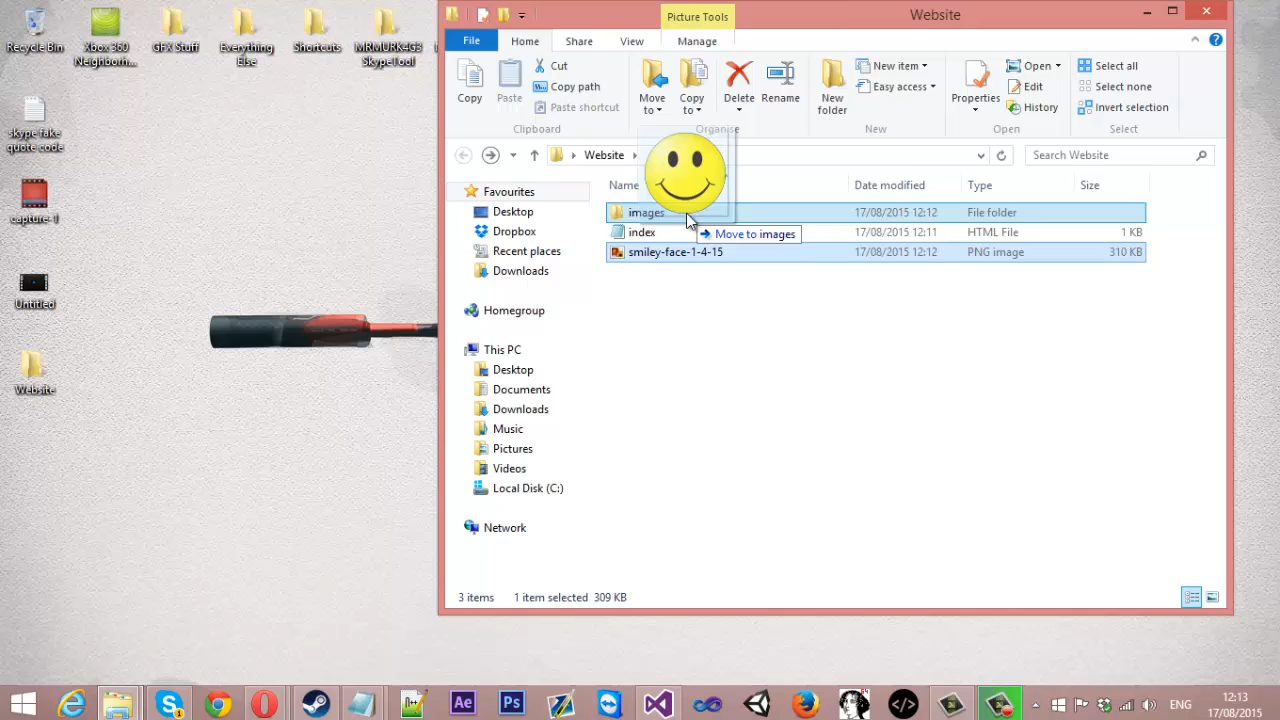 Recycle Bin
Xbox 360
Neighborh...
GFX Stuff
Everything
Else
Shortcuts
MRMURK4G3
SkypeTool
skype fake
quote code
capture-1
Untitled
Website
Picture Tools
Website
File
Home
Share
View
Manage
Copy
Paste
Cut
Copy path
Paste shortcut
Clipboard
Move
to
Copy
to
Delete
Rename
Organise
New
folder
New item
Easy access
New
Properties
Open
Edit
History
Open
Select all
Select none
Invert selection
Select
Website
Search Website
Name
Date modified
Type
Size
images
17/08/2015 12:12
File folder
Move to images
index
17/08/2015 12:11
HTML File
1 KB
smiley-face-1-4-15
17/08/2015 12:12
PNG image
310 KB
Favourites
Desktop
Dropbox
Recent places
Downloads
Homegroup
This PC
Desktop
Documents
Downloads
Music
Pictures
Videos
Local Disk (C:)
Network
3 items
1 item selected 309 KB
Ae
Ps
ENG
12:13
17/08/2015